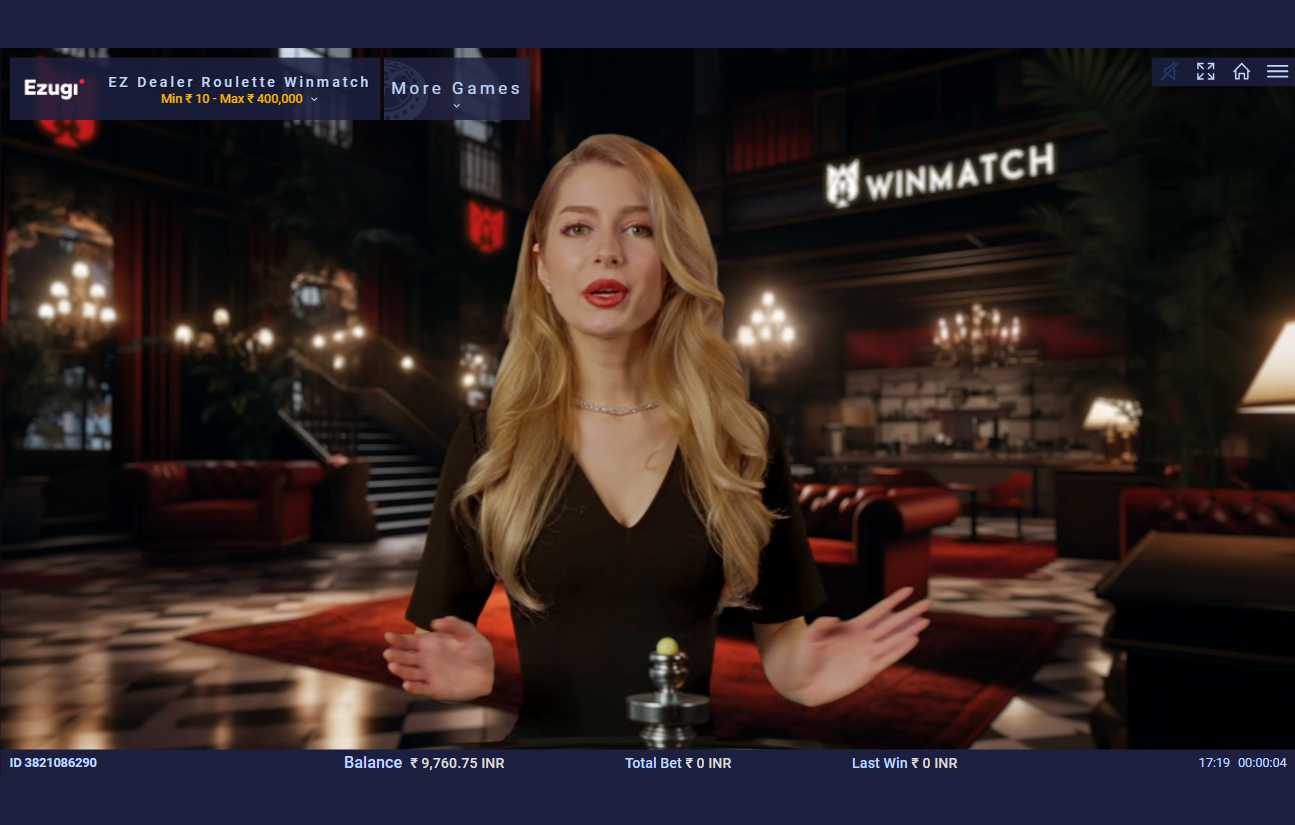 Ezugi
EZ Dealer Roulette Winmatch
Min ₹ 10 - Max ₹ 400,000
More Games
WINMATCH
ID 3821086290
Balance ₹ 9,760.75 INR
Total Bet ₹ 0 INR
Last Win ₹ 0 INR
17:19 00:00:04